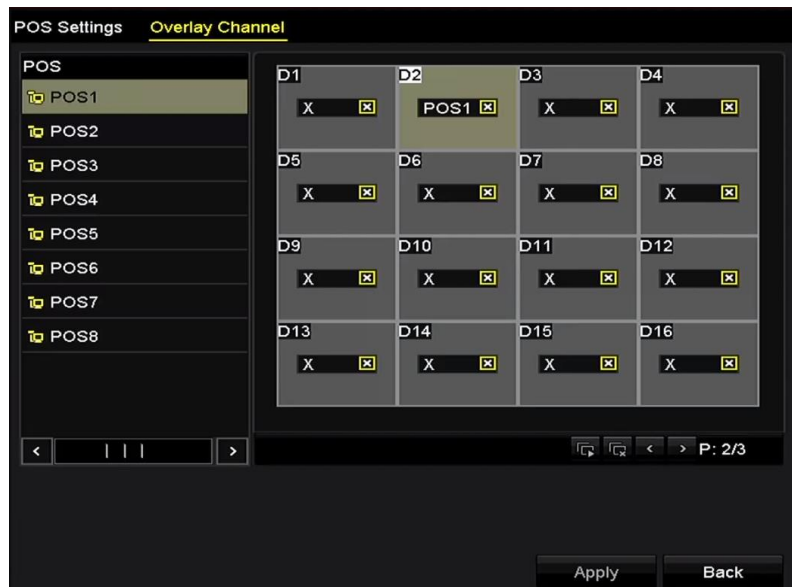 POS Settings Overlay Channel
POS
POS1
POS2
POS3
POS4
POS5
POS6
POS7
POS8
D1 D2 D3 D4
X POS1 X X
D5 D6 D7 D8
X X X X
D9 D10 D11 D12
X X X X
D13 D14 D15 D16
X X X X
< > < > P: 2/3
Apply Back